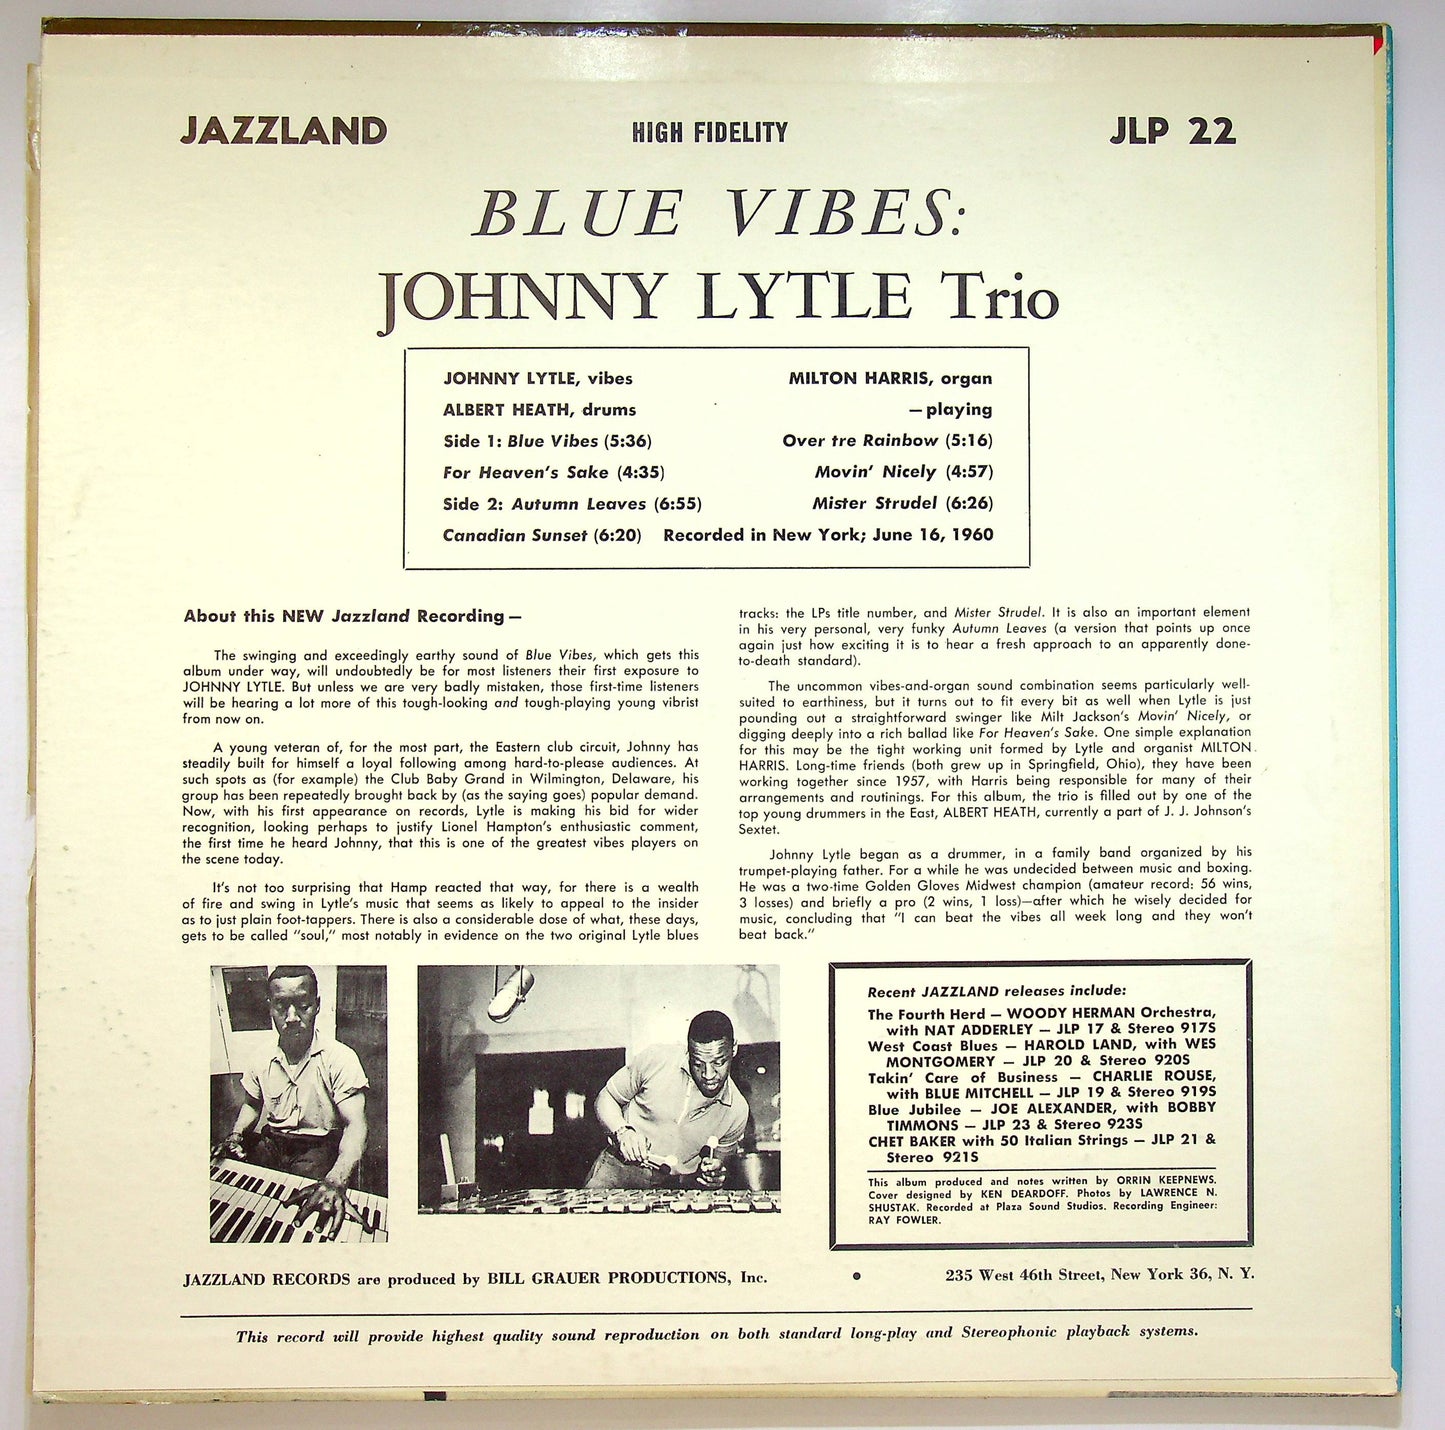 JAZZLAND HIGH FIDELITY JLP 22
BLUE VIBES:
JOHNNY LYTLE Trio
JOHNNY LYTLE, vibes MILTON HARRIS, organ
ALBERT HEATH, drums —playing
Side 1: Blue Vibes (5:36) Over tre Rainbow (5:16)
For Heaven's Sake (4:35) Movin' Nicely (4:57)
Side 2: Autumn Leaves (6:55) Mister Strudel (6:26)
Canadian Sunset (6:20) Recorded in New York; June 16, 1960
About this NEW Jazzland Recording—
The swinging and exceedingly earthy sound of Blue Vibes, which gets this
album under way, will undoubtedly be for most listeners their first exposure to
JOHNNY LYTLE. But unless we are very badly mistaken, those first-time listeners
will be hearing a lot more of this tough-looking and tough-playing young vibrist
from now on.
A young veteran of, for the most part, the Eastern club circuit, Johnny has
steadily built for himself a loyal following among hard-to-please audiences. At
such spots as (for example) the Club Baby Grand in Wilmington, Delaware, his
group has been repeatedly brought back by (as the saying goes) popular demand.
Now, with his first appearance on records, Lytle is making his bid for wider
recognition, looking perhaps to justify Lionel Hampton's enthusiastic comment,
the first time he heard Johnny, that this is one of the greatest vibes players on
the scene today.
It's not too surprising that Hamp reacted that way, for there is a wealth
of fire and swing in Lytle's music that seems as likely to appeal to the insider
as to just plain foot-tappers. There is also a considerable dose of what, these days,
gets to be called "soul," most notably in evidence on the two original Lytle blues
tracks: the LPs title number, and Mister Strudel. It is also an important element
in his very personal, very funky Autumn Leaves (a version that points up once
again just how exciting it is to hear a fresh approach to an apparently done-
to-death standard).
The uncommon vibes-and-organ sound combination seems particularly well-
suited to earthiness, but it turns out to fit every bit as well when Lytle is just
pounding out a straightforward swinger like Milt Jackson's Movin' Nicely, or
digging deeply into a rich ballad like For Heaven's Sake. One simple explanation
for this may be the tight working unit formed by Lytle and organist MILTON
HARRIS. Long-time friends (both grew up in Springfield, Ohio), they have been
working together since 1957, with Harris being responsible for many of their
arrangements and routinings. For this album, the trio is filled out by one of the
top young drummers in the East, ALBERT HEATH, currently a part of J. J. Johnson's
Sextet.
Johnny Lytle began as a drummer, in a family band organized by his
trumpet-playing father. For a while he was undecided between music and boxing.
He was a two-time Golden Gloves Midwest champion (amateur record: 56 wins,
3 losses) and briefly a pro (2 wins, 1 loss)—after which he wisely decided for
music, concluding that "I can beat the vibes all week long and they won't
beat back."
Recent JAZZLAND releases include:
The Fourth Herd — WOODY HERMAN Orchestra,
with NAT ADDERLEY — JLP 17 & Stereo 917S
West Coast Blues — HAROLD LAND, with WES
MONTGOMERY — JLP 20 & Stereo 920S
Takin' Care of Business — CHARLIE ROUSE,
with BLUE MITCHELL — JLP 19 & Stereo 919S
Blue Jubilee — JOE ALEXANDER, with BOBBY
TIMMONS — JLP 23 & Stereo 923S
CHET BAKER with 50 Italian Strings — JLP 21 &
Stereo 921S
This album produced and notes written by ORRIN KEEPNEWS.
Cover designed by KEN DEARDOFF. Photos by LAWRENCE N.
SHUSTAK. Recorded at Plaza Sound Studios. Recording Engineer:
RAY FOWLER.
JAZZLAND RECORDS are produced by BILL GRAUER PRODUCTIONS, Inc. • 235 West 46th Street, New York 36, N. Y.
This record will provide highest quality sound reproduction on both standard long-play and Stereophonic playback systems.